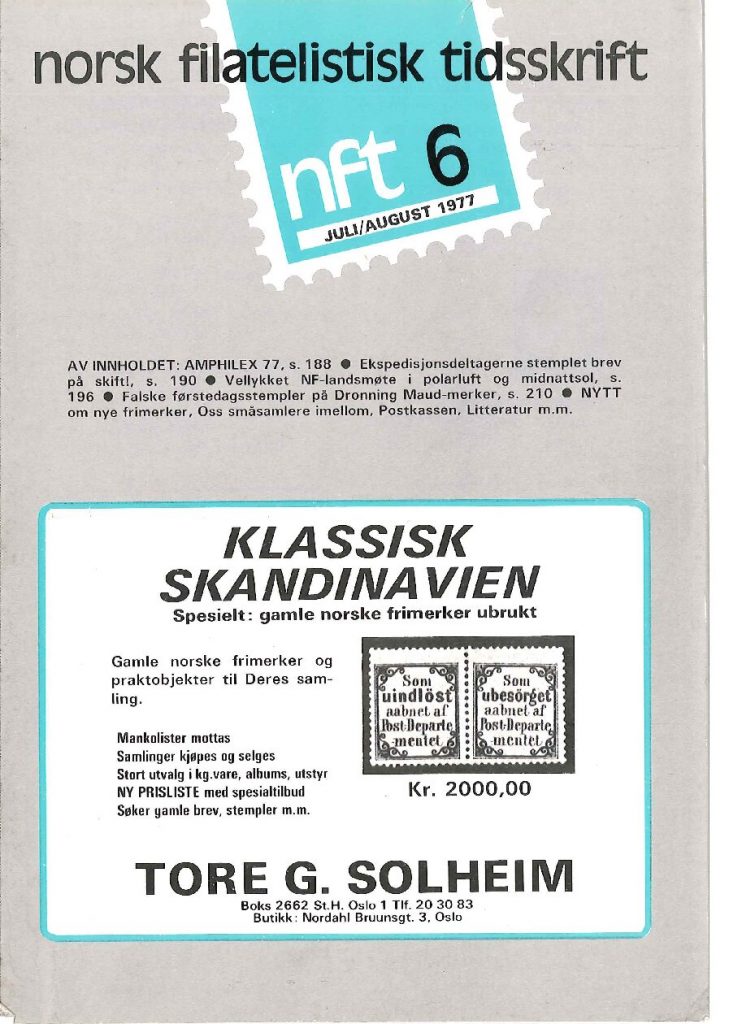 norsk filatelistisk tidsskrift
nft 6
JULI/AUGUST 1977
AV INNHOLDET: AMPHILEX 77, s. 188 ● Ekspedisjonsdeltagerne stemplet brev
på skift!, s. 190 ● Vellykket NF-landsmøte i polarluft og midnattsol, s.
196 ● Falske førstedagsstempler på Dronning Maud-merker, s. 210 ● NYTT
om nye frimerker, Oss småsamlere imellom, Postkassen, Litteratur m.m.
KLASSISK
SKANDINAVIEN
Spesielt: gamle norske frimerker ubrukt
Gamle norske frimerker og
praktobjekter til Deres sam-
ling.
Mankolister mottas
Samlinger kjøpes og selges
Stort utvalg i kg.vare, albums, utstyr
NY PRISLISTE med spesialtilbud
Søker gamle brev, stempler m.m.
Som
uindlöst
aabnet af
Post-Departe
-mentet
Som
ubesörget
aabnet af
Post-Departe
-mentet
Kr. 2000,00
TORE G. SOLHEIM
Boks 2662 St.H. Oslo 1 Tlf. 20 30 83
Butikk: Nordahl Bruunsgt. 3, Oslo